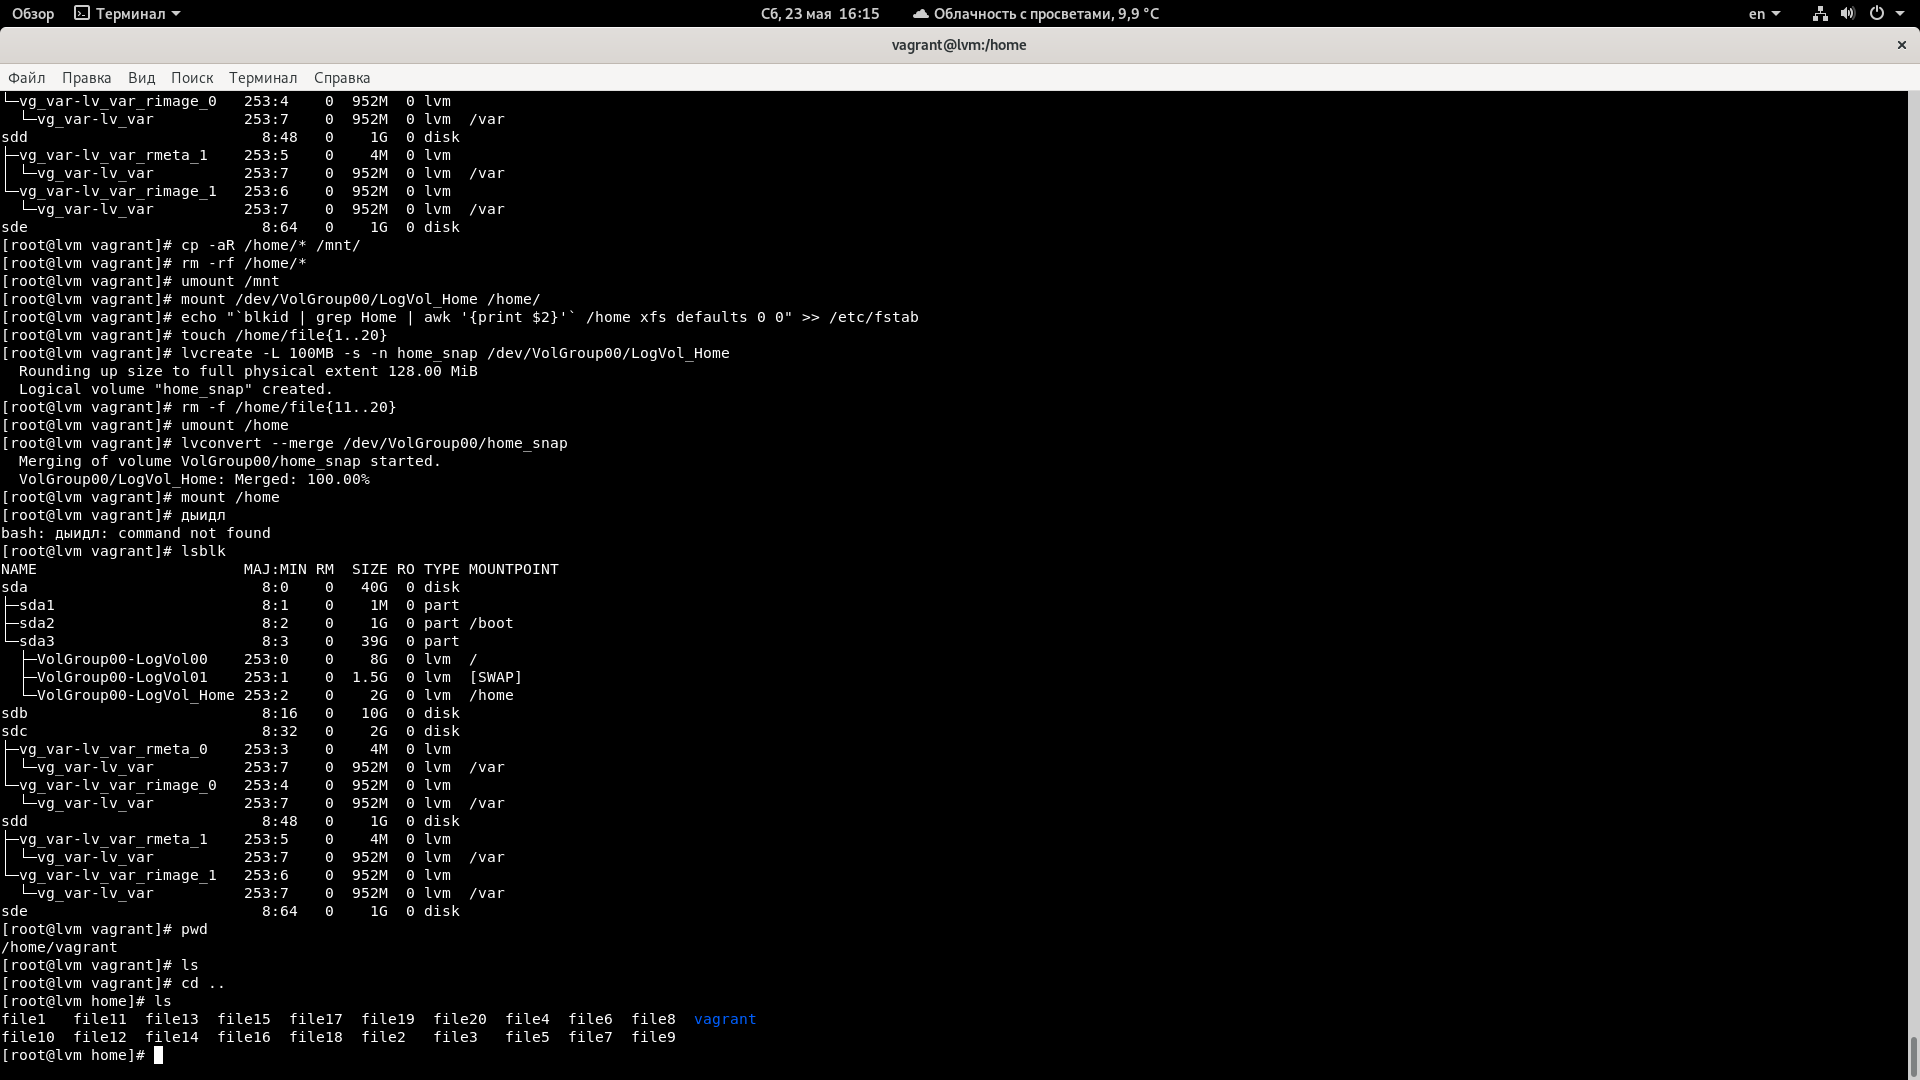 Обзор Терминал Сб, 23 мая 16:15 Облачность с просветами, 9,9 °C en
vagrant@lvm:/home ×
Файл Правка Вид Поиск Терминал Справка
└─vg_var-lv_var_rimage_0   253:4    0  952M  0 lvm
  └─vg_var-lv_var          253:7    0  952M  0 lvm  /var
sdd                          8:48   0    1G  0 disk
├─vg_var-lv_var_rmeta_1    253:5    0    4M  0 lvm
│ └─vg_var-lv_var          253:7    0  952M  0 lvm  /var
└─vg_var-lv_var_rimage_1   253:6    0  952M  0 lvm
  └─vg_var-lv_var          253:7    0  952M  0 lvm  /var
sde                          8:64   0    1G  0 disk
[root@lvm vagrant]# cp -aR /home/* /mnt/
[root@lvm vagrant]# rm -rf /home/*
[root@lvm vagrant]# umount /mnt
[root@lvm vagrant]# mount /dev/VolGroup00/LogVol_Home /home/
[root@lvm vagrant]# echo "`blkid | grep Home | awk '{print $2}'` /home xfs defaults 0 0" >> /etc/fstab
[root@lvm vagrant]# touch /home/file{1..20}
[root@lvm vagrant]# lvcreate -L 100MB -s -n home_snap /dev/VolGroup00/LogVol_Home
  Rounding up size to full physical extent 128.00 MiB
  Logical volume "home_snap" created.
[root@lvm vagrant]# rm -f /home/file{11..20}
[root@lvm vagrant]# umount /home
[root@lvm vagrant]# lvconvert --merge /dev/VolGroup00/home_snap
  Merging of volume VolGroup00/home_snap started.
  VolGroup00/LogVol_Home: Merged: 100.00%
[root@lvm vagrant]# mount /home
[root@lvm vagrant]# дыидл
bash: дыидл: command not found
[root@lvm vagrant]# lsblk
NAME                       MAJ:MIN RM  SIZE RO TYPE MOUNTPOINT
sda                          8:0    0   40G  0 disk
├─sda1                       8:1    0    1M  0 part
├─sda2                       8:2    0    1G  0 part /boot
└─sda3                       8:3    0   39G  0 part
  ├─VolGroup00-LogVol00    253:0    0    8G  0 lvm  /
  ├─VolGroup00-LogVol01    253:1    0  1.5G  0 lvm  [SWAP]
  └─VolGroup00-LogVol_Home 253:2    0    2G  0 lvm  /home
sdb                          8:16   0   10G  0 disk
sdc                          8:32   0    2G  0 disk
├─vg_var-lv_var_rmeta_0    253:3    0    4M  0 lvm
│ └─vg_var-lv_var          253:7    0  952M  0 lvm  /var
└─vg_var-lv_var_rimage_0   253:4    0  952M  0 lvm
  └─vg_var-lv_var          253:7    0  952M  0 lvm  /var
sdd                          8:48   0    1G  0 disk
├─vg_var-lv_var_rmeta_1    253:5    0    4M  0 lvm
│ └─vg_var-lv_var          253:7    0  952M  0 lvm  /var
└─vg_var-lv_var_rimage_1   253:6    0  952M  0 lvm
  └─vg_var-lv_var          253:7    0  952M  0 lvm  /var
sde                          8:64   0    1G  0 disk
[root@lvm vagrant]# pwd
/home/vagrant
[root@lvm vagrant]# ls
[root@lvm vagrant]# cd ..
[root@lvm home]# ls
file1   file11  file13  file15  file17  file19  file20  file4  file6  file8  vagrant
file10  file12  file14  file16  file18  file2   file3   file5  file7  file9
[root@lvm home]#